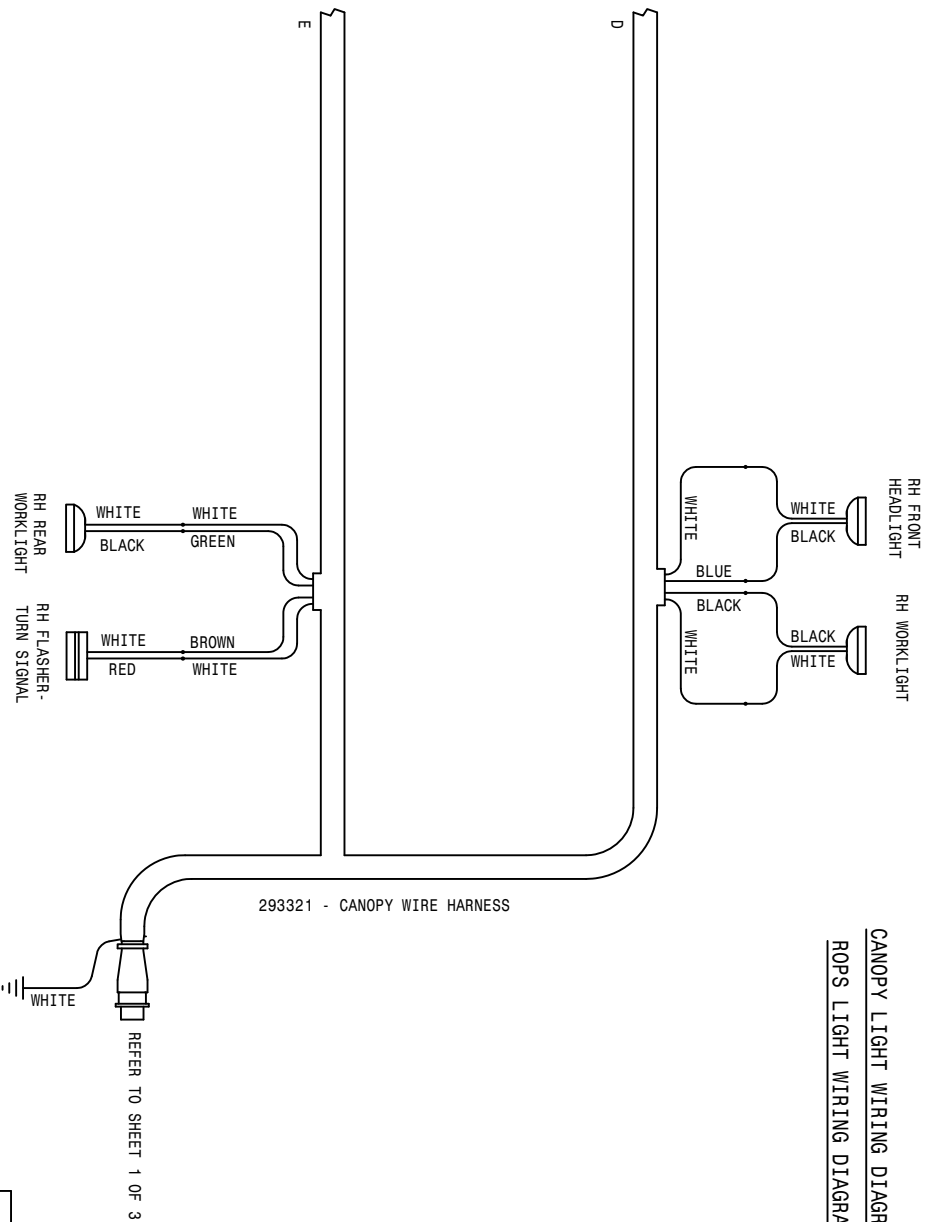 E
D
RH FRONT
HEADLIGHT
WHITE
BLACK
WHITE
BLUE
BLACK
RH WORKLIGHT
BLACK
WHITE
WHITE
RH REAR
WORKLIGHT
WHITE
WHITE
BLACK
GREEN
RH FLASHER-
TURN SIGNAL
WHITE
BROWN
RED
WHITE
293321 - CANOPY WIRE HARNESS
WHITE
REFER TO SHEET 1 OF 3
CANOPY LIGHT WIRING DIAGR
ROPS LIGHT WIRING DIAGRA